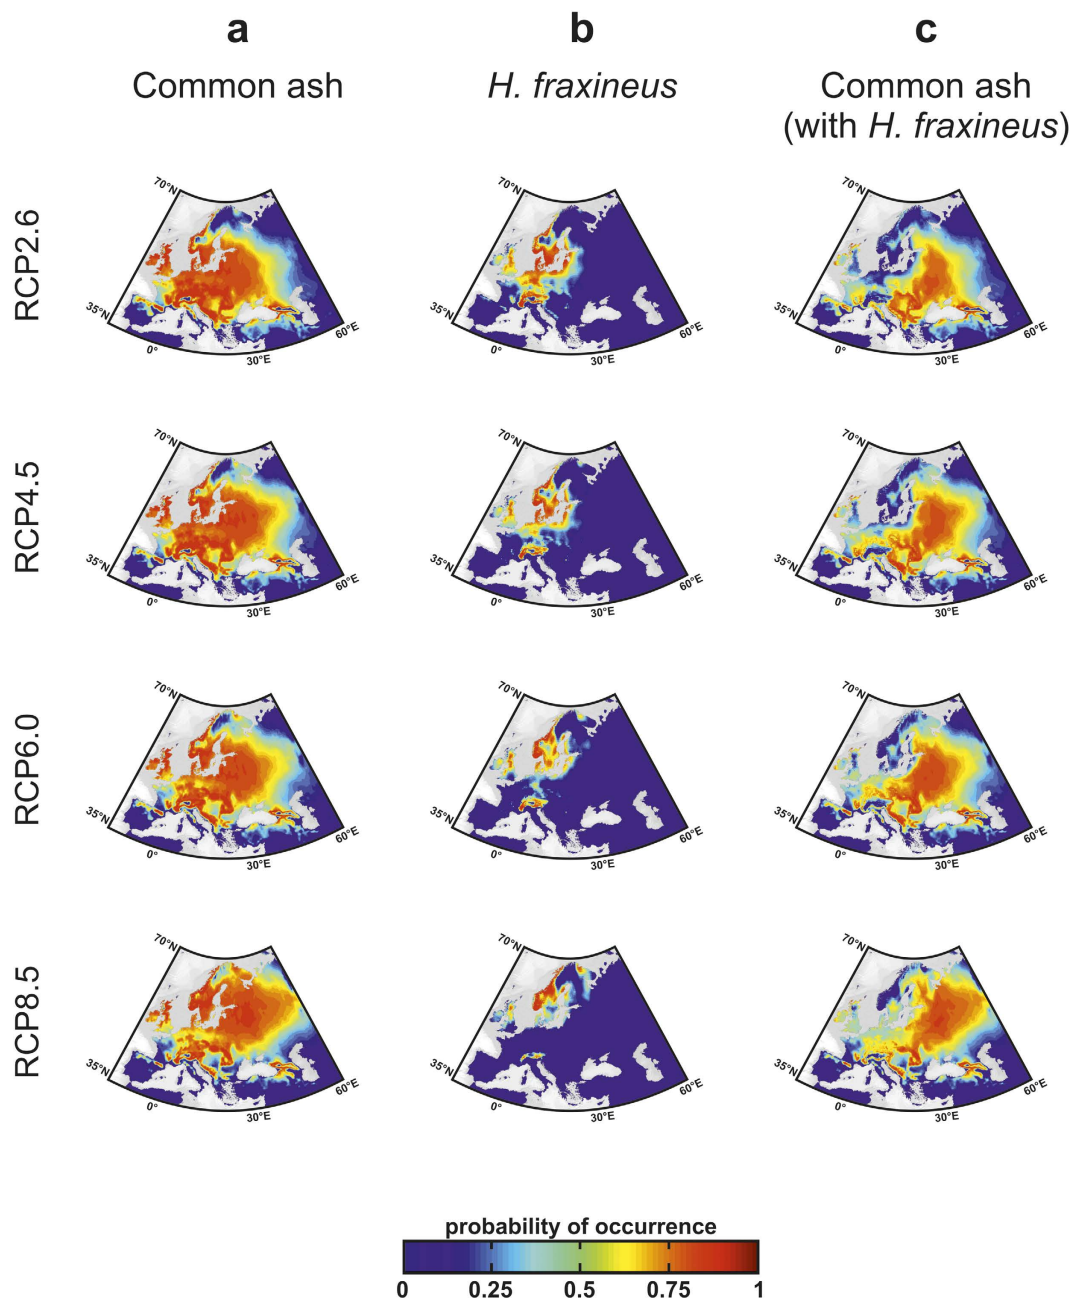 a b c
Common ash H. fraxineus Common ash
(with H. fraxineus)
RCP2.6
70°N 70°N 70°N
35°N 35°N 35°N
0° 30°E 60°E 0° 30°E 60°E 0° 30°E 60°E
RCP4.5
70°N 70°N 70°N
35°N 35°N 35°N
0° 30°E 60°E 0° 30°E 60°E 0° 30°E 60°E
RCP6.0
70°N 70°N 70°N
35°N 35°N 35°N
0° 30°E 60°E 0° 30°E 60°E 0° 30°E 60°E
RCP8.5
70°N 70°N 70°N
35°N 35°N 35°N
0° 30°E 60°E 0° 30°E 60°E 0° 30°E 60°E
probability of occurrence
0 0.25 0.5 0.75 1